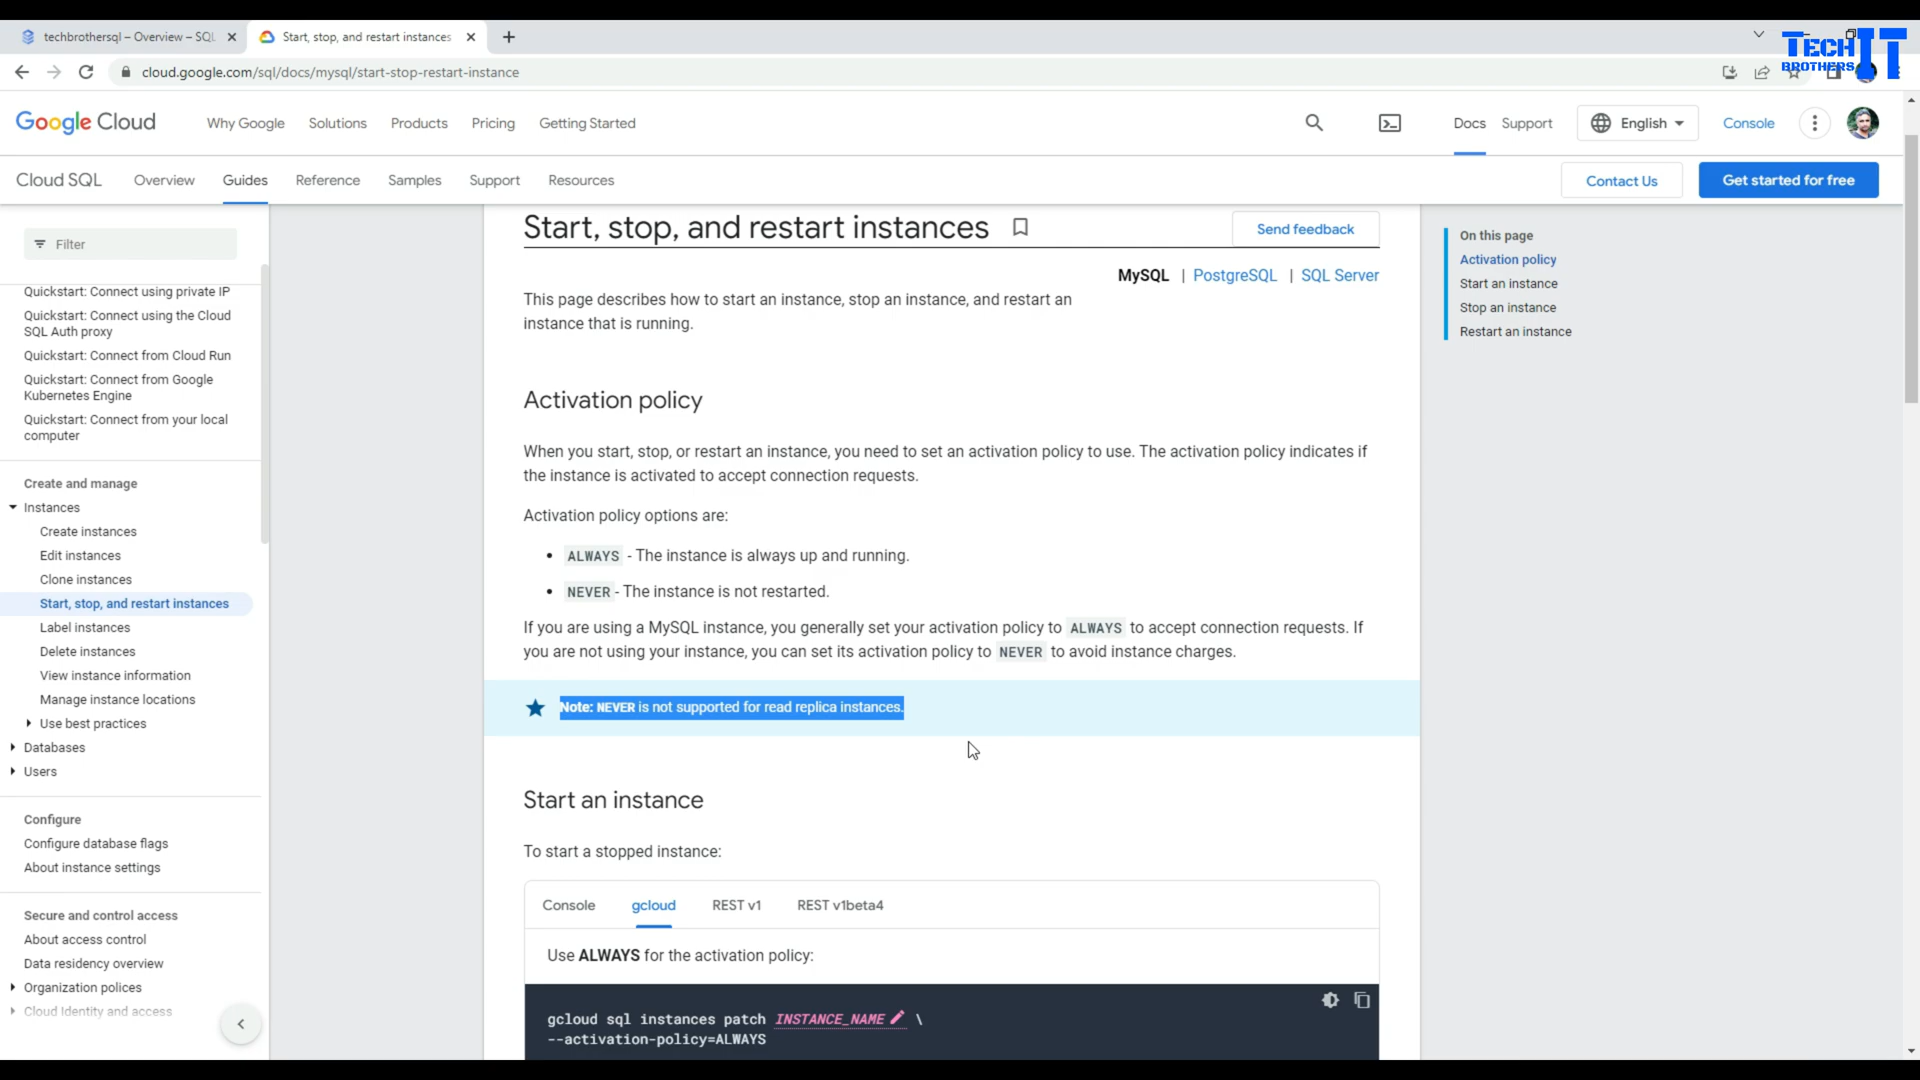 techbrothersql – Overview – SQL
Start, stop, and restart instances
cloud.google.com/sql/docs/mysql/start-stop-restart-instance
TECH IT
BROTHERS
Google Cloud
Why Google
Solutions
Products
Pricing
Getting Started
Docs
Support
English
Console
Cloud SQL
Overview
Guides
Reference
Samples
Support
Resources
Contact Us
Get started for free
Filter
Quickstart: Connect using private IP
Quickstart: Connect using the Cloud
SQL Auth proxy
Quickstart: Connect from Cloud Run
Quickstart: Connect from Google
Kubernetes Engine
Quickstart: Connect from your local
computer
Create and manage
Instances
Create instances
Edit instances
Clone instances
Start, stop, and restart instances
Label instances
Delete instances
View instance information
Manage instance locations
Use best practices
Databases
Users
Configure
Configure database flags
About instance settings
Secure and control access
About access control
Data residency overview
Organization polices
Cloud Identity and access
Start, stop, and restart instances
Send feedback
MySQL | PostgreSQL | SQL Server
This page describes how to start an instance, stop an instance, and restart an
instance that is running.
Activation policy
When you start, stop, or restart an instance, you need to set an activation policy to use. The activation policy indicates if
the instance is activated to accept connection requests.
Activation policy options are:
• ALWAYS - The instance is always up and running.
• NEVER - The instance is not restarted.
If you are using a MySQL instance, you generally set your activation policy to ALWAYS to accept connection requests. If
you are not using your instance, you can set its activation policy to NEVER to avoid instance charges.
Note: NEVER is not supported for read replica instances.
Start an instance
To start a stopped instance:
Console
gcloud
REST v1
REST v1beta4
Use ALWAYS for the activation policy:
gcloud sql instances patch INSTANCE_NAME \
--activation-policy=ALWAYS
On this page
Activation policy
Start an instance
Stop an instance
Restart an instance